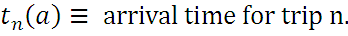 tₙ(a) ≡ arrival time for trip n.